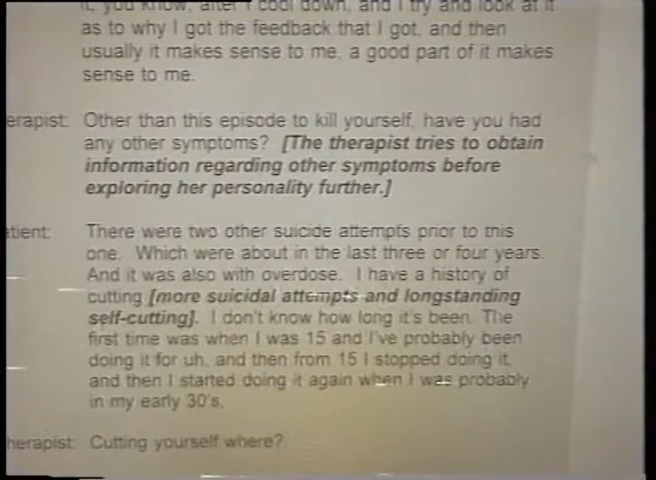 it, you know, after I cool down, and I try and look at it
as to why I got the feedback that I got, and then
usually it makes sense to me, a good part of it makes
sense to me.
erapist: Other than this episode to kill yourself, have you had
any other symptoms? [The therapist tries to obtain
information regarding other symptoms before
exploring her personality further.]
tient: There were two other suicide attempts prior to this
one. Which were about in the last three or four years.
And it was also with overdose. I have a history of
cutting [more suicidal attempts and longstanding
self-cutting]. I don't know how long it's been. The
first time was when I was 15 and I've probably been
doing it for uh, and then from 15 I stopped doing it,
and then I started doing it again when I was probably
in my early 30's.
herapist: Cutting yourself where?